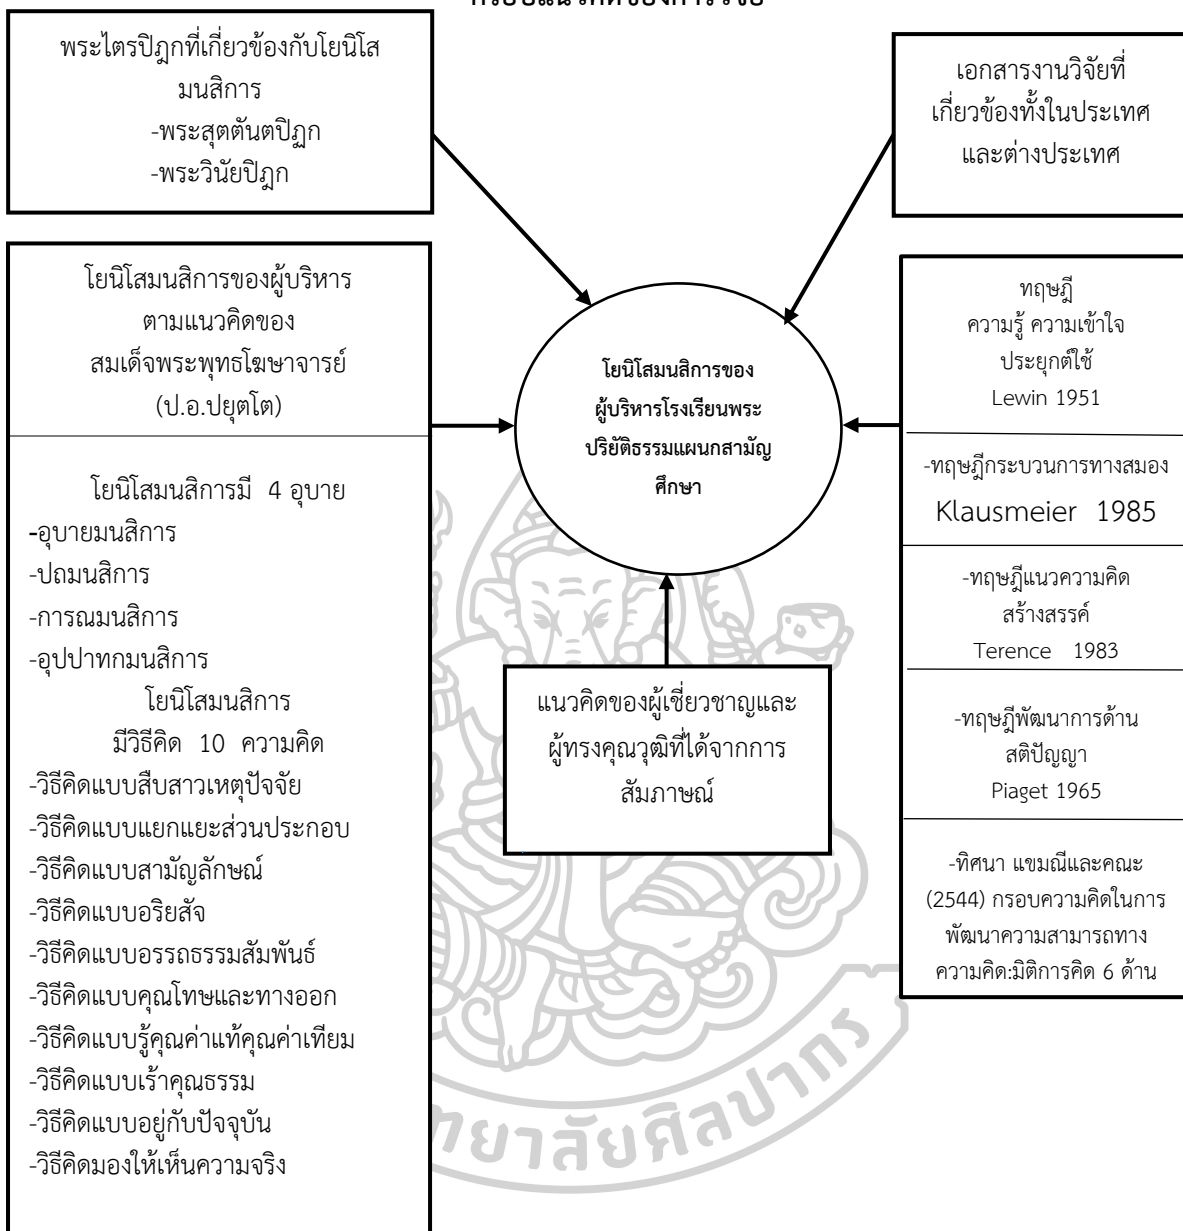 กรอบแนวคิดของการวิจัย
พระไตรปิฎกที่เกี่ยวข้องกับโยนิโส
มนสิการ
-พระสุตตันตปิฎก
-พระวินัยปิฎก
เอกสารงานวิจัยที่
เกี่ยวข้องทั้งในประเทศ
และต่างประเทศ
โยนิโสมนสิการของผู้บริหาร
ตามแนวคิดของ
สมเด็จพระพุทธโฆษาจารย์
(ป.อ.ปยุตโต)
โยนิโสมนสิการมี 4 อุบาย
-อุบายมนสิการ
-ปถมนสิการ
-การณมนสิการ
-อุปปาทกมนสิการ
โยนิโสมนสิการ
มีวิธีคิด 10 ความคิด
-วิธีคิดแบบสืบสาวเหตุปัจจัย
-วิธีคิดแบบแยกแยะส่วนประกอบ
-วิธีคิดแบบสามัญลักษณ์
-วิธีคิดแบบอริยสัจ
-วิธีคิดแบบอรรถธรรมสัมพันธ์
-วิธีคิดแบบคุณโทษและทางออก
-วิธีคิดแบบรู้คุณค่าแท้คุณค่าเทียม
-วิธีคิดแบบเร้าคุณธรรม
-วิธีคิดแบบอยู่กับปัจจุบัน
-วิธีคิดมองให้เห็นความจริง
โยนิโสมนสิการของ
ผู้บริหารโรงเรียนพระ
ปริยัติธรรมแผนกสามัญ
ศึกษา
แนวคิดของผู้เชี่ยวชาญและ
ผู้ทรงคุณวุฒิที่ได้จากการ
สัมภาษณ์
ทฤษฎี
ความรู้ ความเข้าใจ
ประยุกต์ใช้
Lewin 1951
-ทฤษฎีกระบวนการทางสมอง
Klausmeier 1985
-ทฤษฎีแนวความคิด
สร้างสรรค์
Terence 1983
-ทฤษฎีพัฒนาการด้าน
สติปัญญา
Piaget 1965
-ทิศนา แขมณีและคณะ
(2544) กรอบความคิดในการ
พัฒนาความสามารถทาง
ความคิด:มิติการคิด 6 ด้าน
ทยาลัยศิลปากร